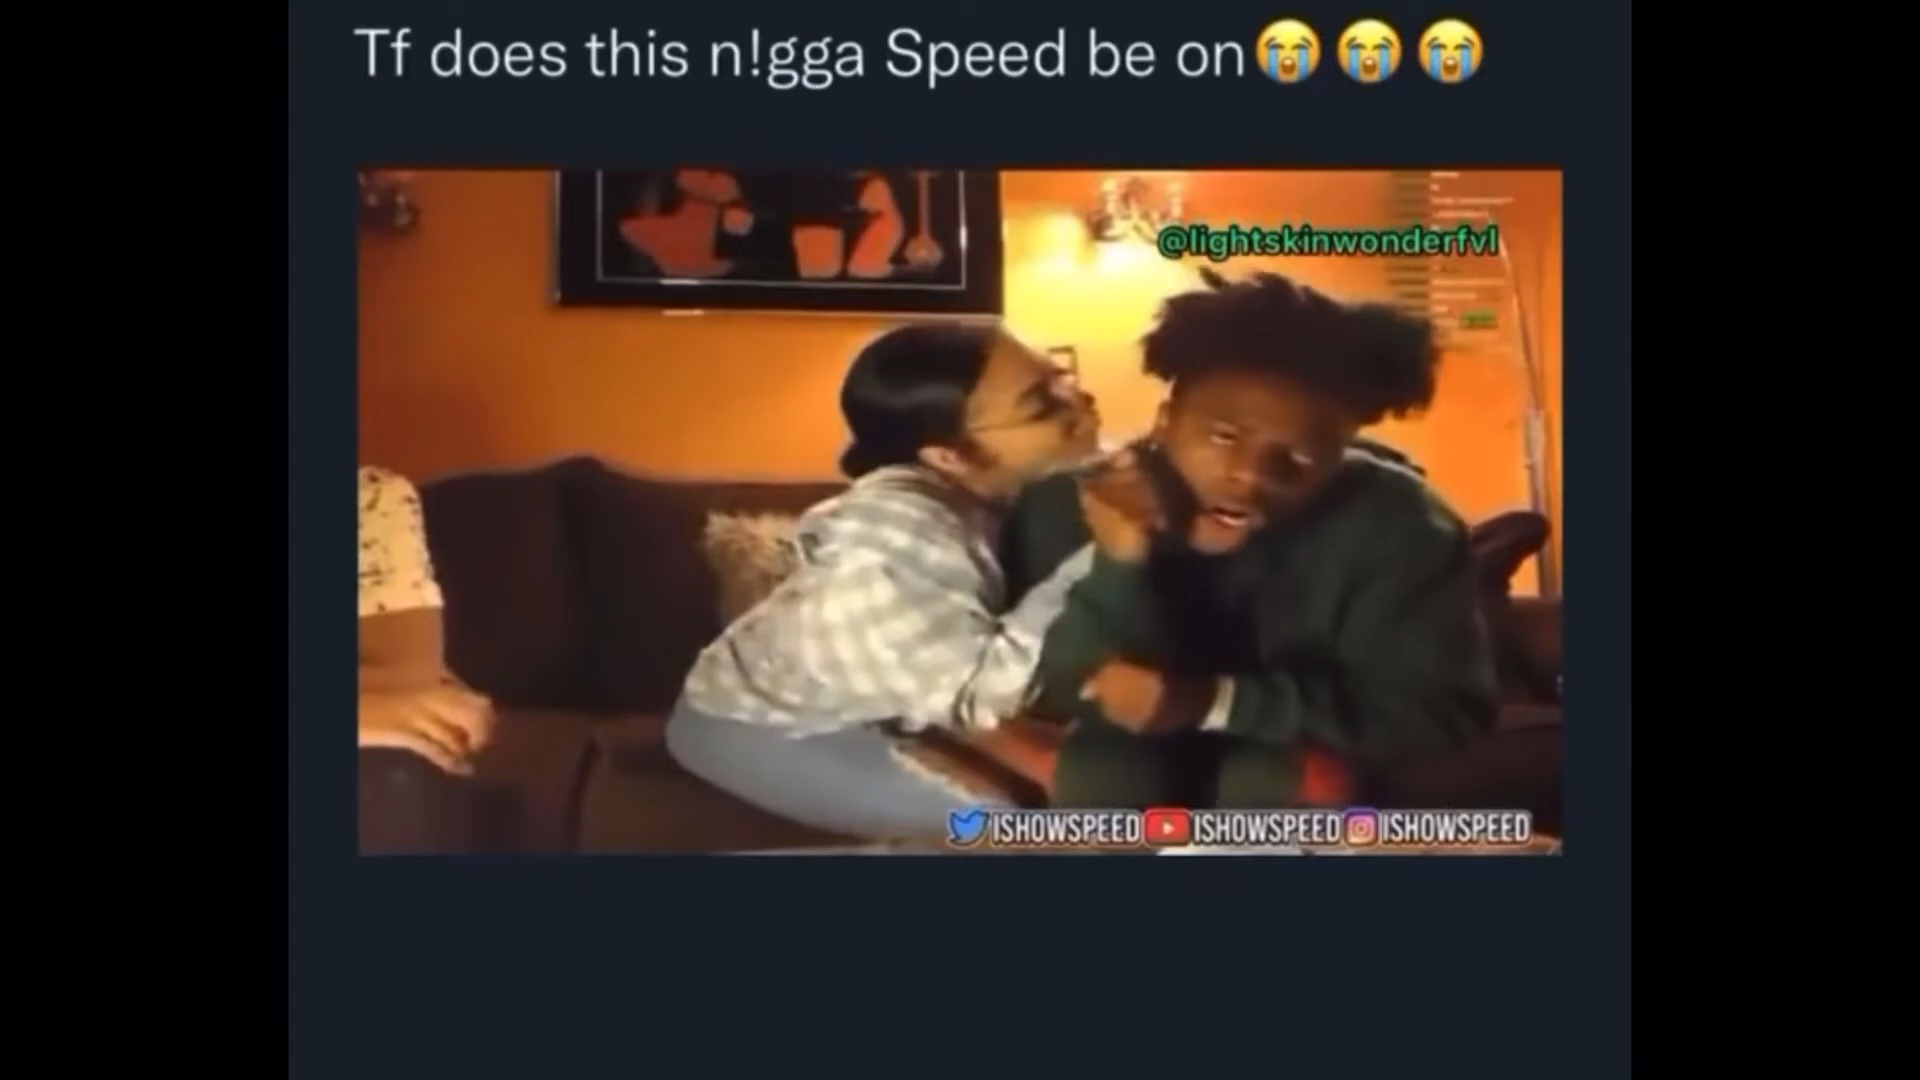 Tf does this n!gga Speed be on😭😭😭
@lightskinwonderfvl
ISHOWSPEED ISHOWSPEED ISHOWSPEED